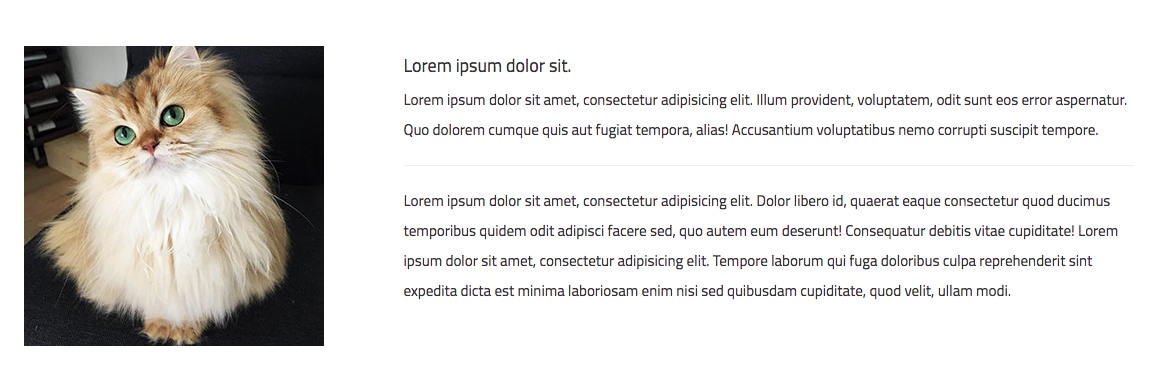 Lorem ipsum dolor sit.
Lorem ipsum dolor sit amet, consectetur adipisicing elit. Illum provident, voluptatem, odit sunt eos error aspernatur.
Quo dolorem cumque quis aut fugiat tempora, alias! Accusantium voluptatibus nemo corrupti suscipit tempore.
Lorem ipsum dolor sit amet, consectetur adipisicing elit. Dolor libero id, quaerat eaque consectetur quod ducimus
temporibus quidem odit adipisci facere sed, quo autem eum deserunt! Consequatur debitis vitae cupiditate! Lorem
ipsum dolor sit amet, consectetur adipisicing elit. Tempore laborum qui fuga doloribus culpa reprehenderit sint
expedita dicta est minima laboriosam enim nisi sed quibusdam cupiditate, quod velit, ullam modi.